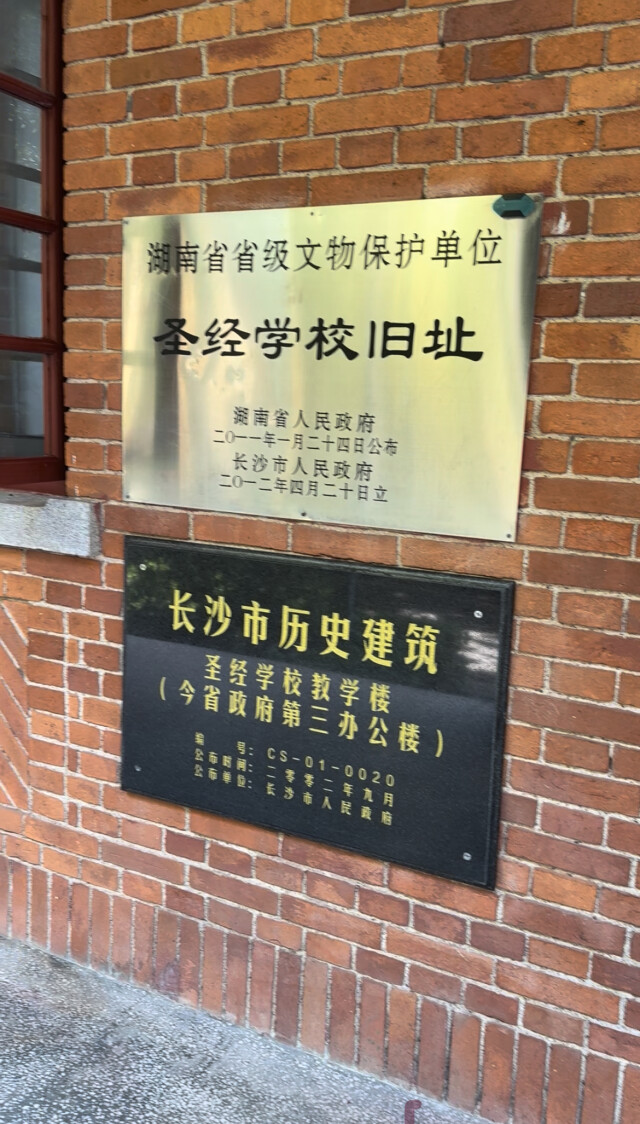 湖南省省级文物保护单位
圣经学校旧址
湖南省人民政府
二〇一一年一月二十四日公布
长沙市人民政府
二〇一二年四月二十日立
长沙市历史建筑
圣经学校教学楼
(今省政府第三办公楼)
编 号：CS-01-0020
公布时间：二零零二年九月
公布单位：长沙市人民政府